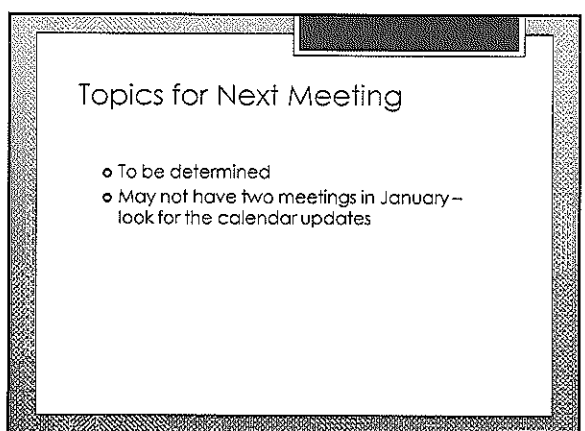 Topics for Next Meeting
o To be determined
o May not have two meetings in January–
look for the calendar updates